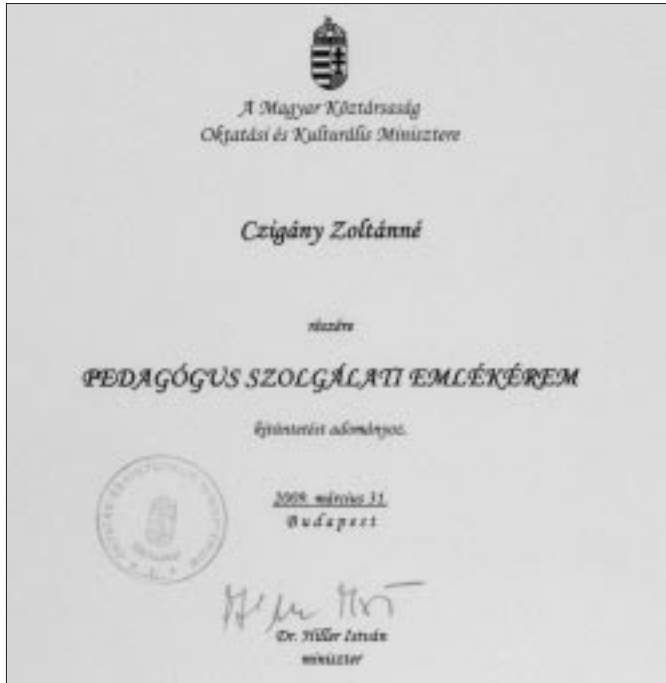 A Magyar Köztársaság
Oktatási és Kulturális Minisztere
Czigány Zoltánné
részére
PEDAGÓGUS SZOLGÁLATI EMLÉKÉREM
kitüntetést adományoz.
2009. március 31.
Budapest
Dr. Hiller István
miniszter